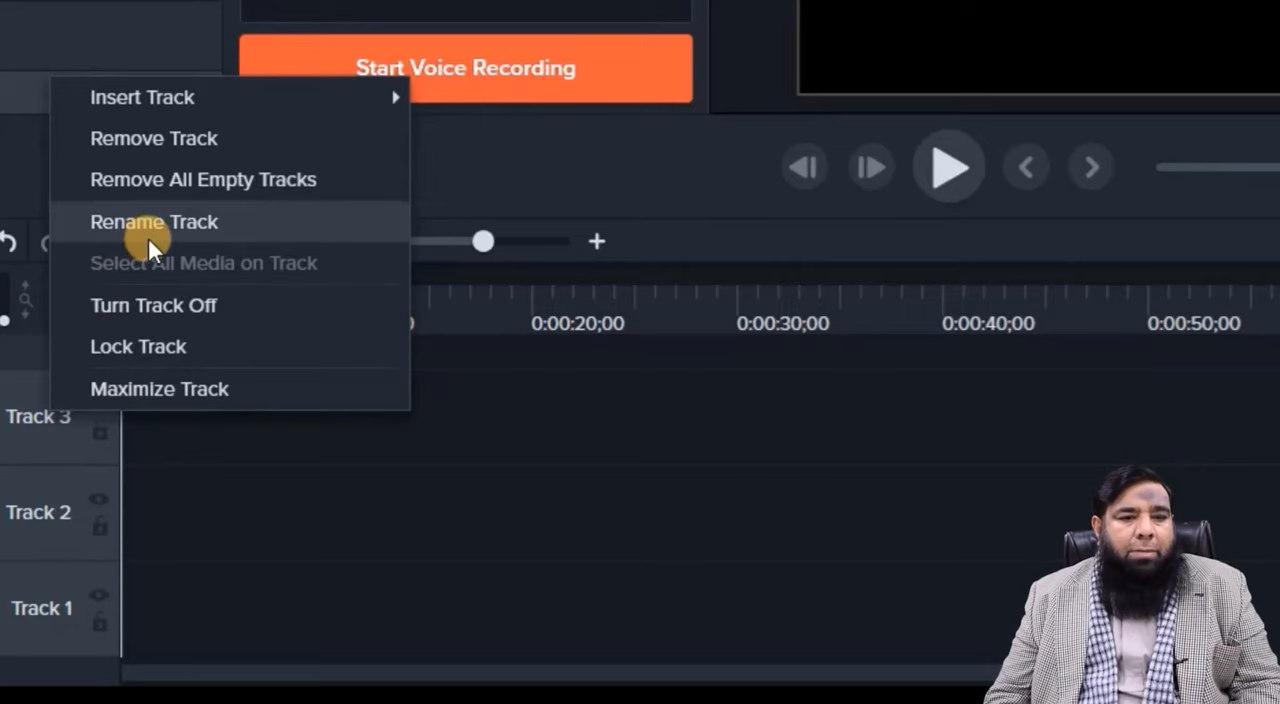 Start Voice Recording
Insert Track
Remove Track
Remove All Empty Tracks
Rename Track
Select All Media on Track
Turn Track Off
Lock Track
Maximize Track
0:00:20;00
0:00:30;00
0:00:40;00
0:00:50;00
Track 3
Track 2
Track 1